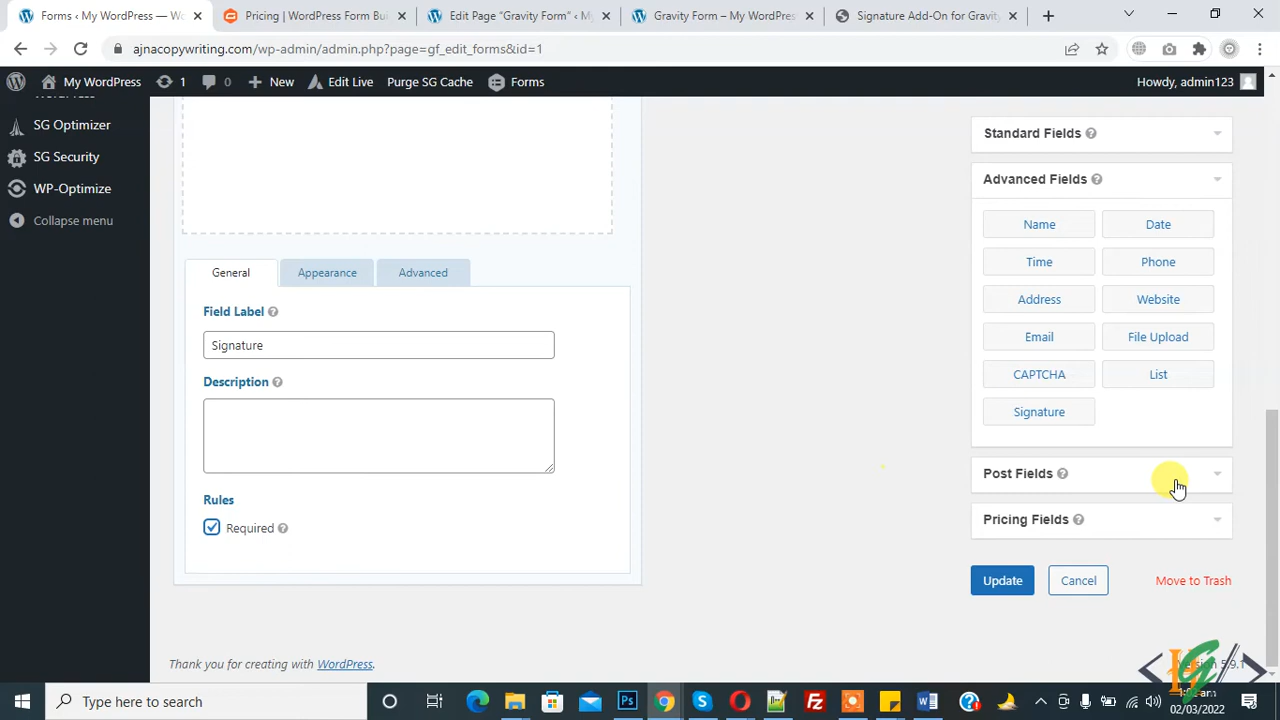 Forms ‹ My WordPress — Wo
Pricing | WordPress Form Bui
Edit Page "Gravity Form" ‹ My
Gravity Form – My WordPress
Signature Add-On for Gravity
ajnacopywriting.com/wp-admin/admin.php?page=gf_edit_forms&id=1
My WordPress
1
0
New
Edit Live
Purge SG Cache
Forms
Howdy, admin123
SG Optimizer
SG Security
WP-Optimize
Collapse menu
General
Appearance
Advanced
Field Label
Signature
Description
Rules
Required
Standard Fields
Advanced Fields
Name
Date
Time
Phone
Address
Website
Email
File Upload
CAPTCHA
List
Signature
Post Fields
Pricing Fields
Update
Cancel
Move to Trash
Thank you for creating with WordPress.
Type here to search
02/03/2022